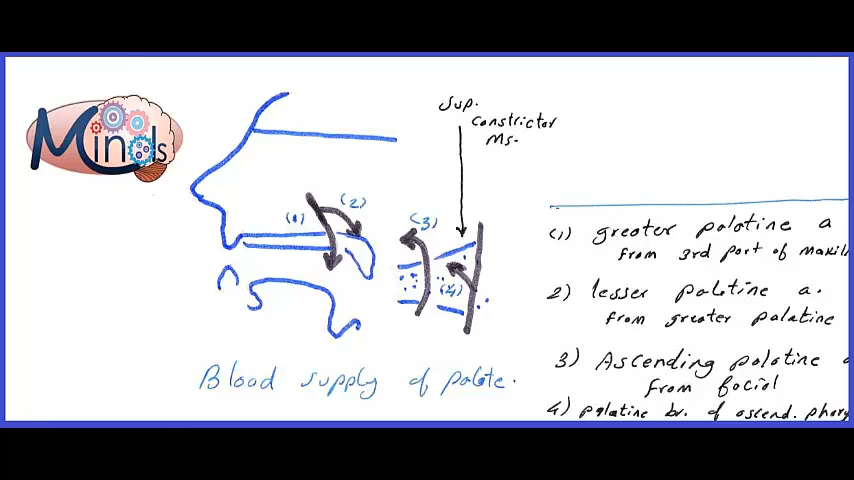 Minds
Sup.
Constrictor
Ms.
(1)
(2)
(3)
(4)
(1) greater palatine a
from 3rd part of maxill
2) lesser palatine a.
from greater palatine
3) Ascending palatine a
from facial
4) palatine br. of ascend. phary
Blood supply of palate.